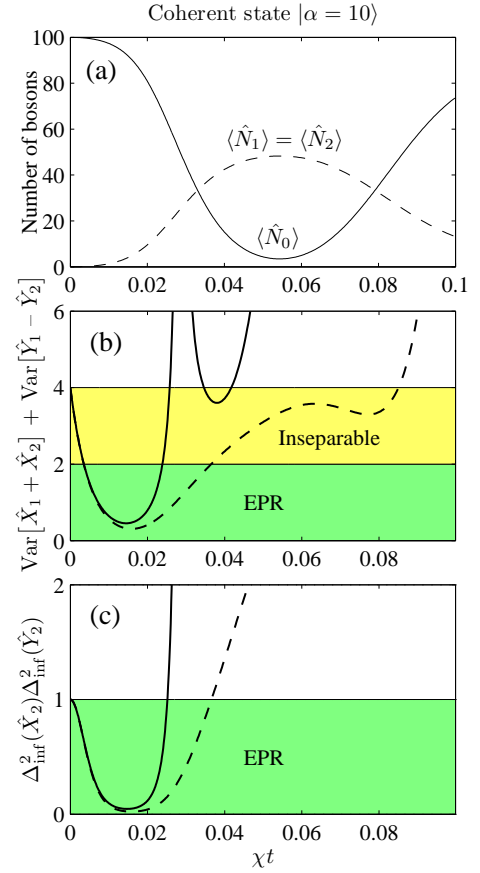 Coherent state |α = 10⟩
100
80
60
40
20
0
Number of bosons
(a)
⟨N̂₁⟩ = ⟨N̂₂⟩
⟨N̂₀⟩
0 0.02 0.04 0.06 0.08 0.1
6
4
2
0
Var[X̂₁ + X̂₂] + Var[Ŷ₁ − Ŷ₂]
(b)
Inseparable
EPR
0 0.02 0.04 0.06 0.08
2
1
0
Δ²inf(X̂₂)Δ²inf(Ŷ₂)
(c)
EPR
0 0.02 0.04 0.06 0.08
χt